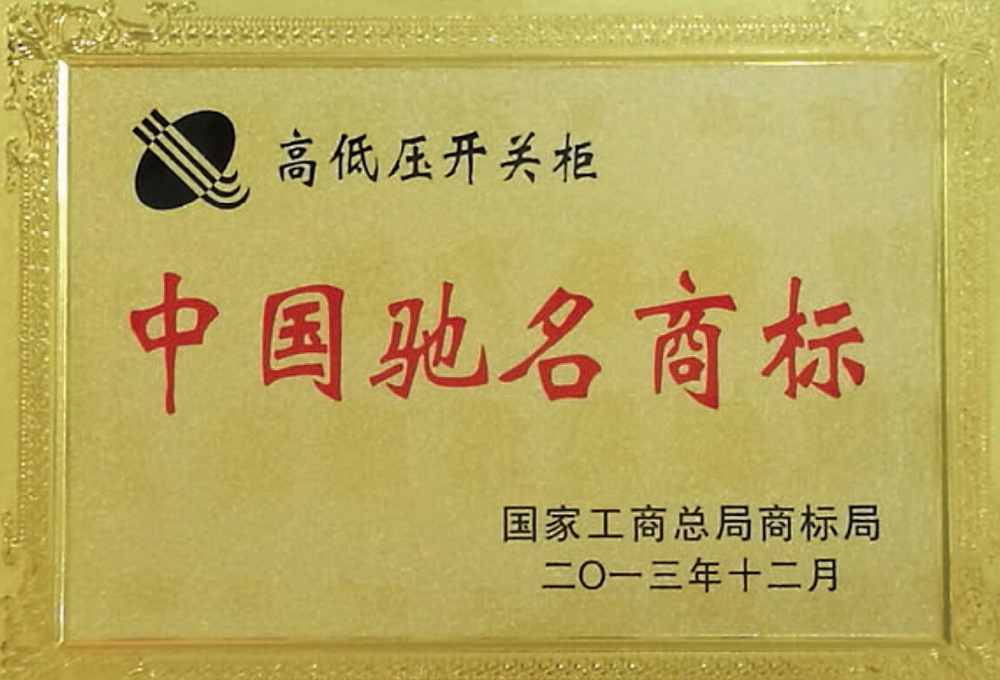 高低压开关柜
中国驰名商标
国家工商总局商标局
二〇一三年十二月